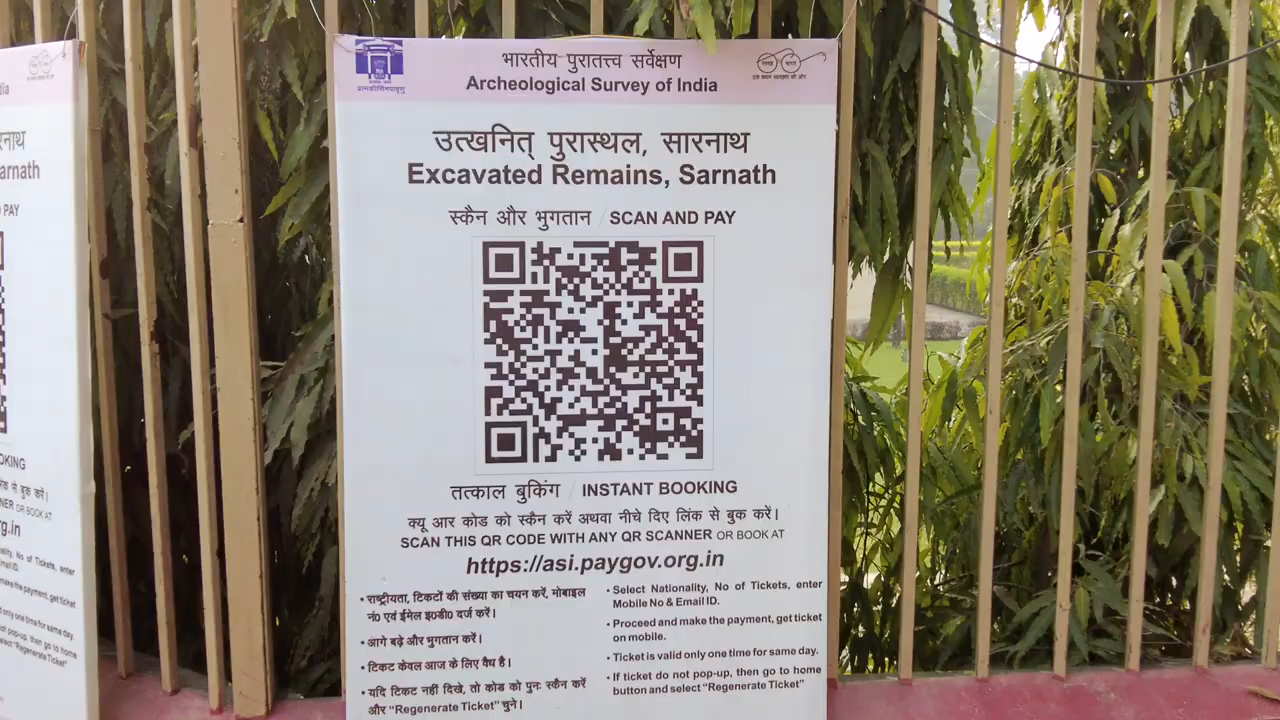 भारतीय पुरातत्त्व सर्वेक्षण
Archeological Survey of India
उत्खनित् पुरास्थल, सारनाथ
Excavated Remains, Sarnath
स्कैन और भुगतान / SCAN AND PAY
तत्काल बुकिंग / INSTANT BOOKING
क्यू आर कोड को स्कैन करें अथवा नीचे दिए लिंक से बुक करें।
SCAN THIS QR CODE WITH ANY QR SCANNER OR BOOK AT
https://asi.paygov.org.in
• राष्ट्रीयता, टिकटों की संख्या का चयन करें, मोबाइल
नं० एवं ईमेल इ०डी० दर्ज करें।
• आगे बढ़े और भुगतान करें।
• टिकट केवल आज के लिए वैध है।
• यदि टिकट नहीं दिखे, तो कोड को पुनः स्कैन करें
और “Regenerate Ticket” चुने।
• Select Nationality, No of Tickets, enter
Mobile No & Email ID.
• Proceed and make the payment, get ticket
on mobile.
• Ticket is valid only one time for same day.
• If ticket do not pop-up, then go to home
button and select “Regenerate Ticket”